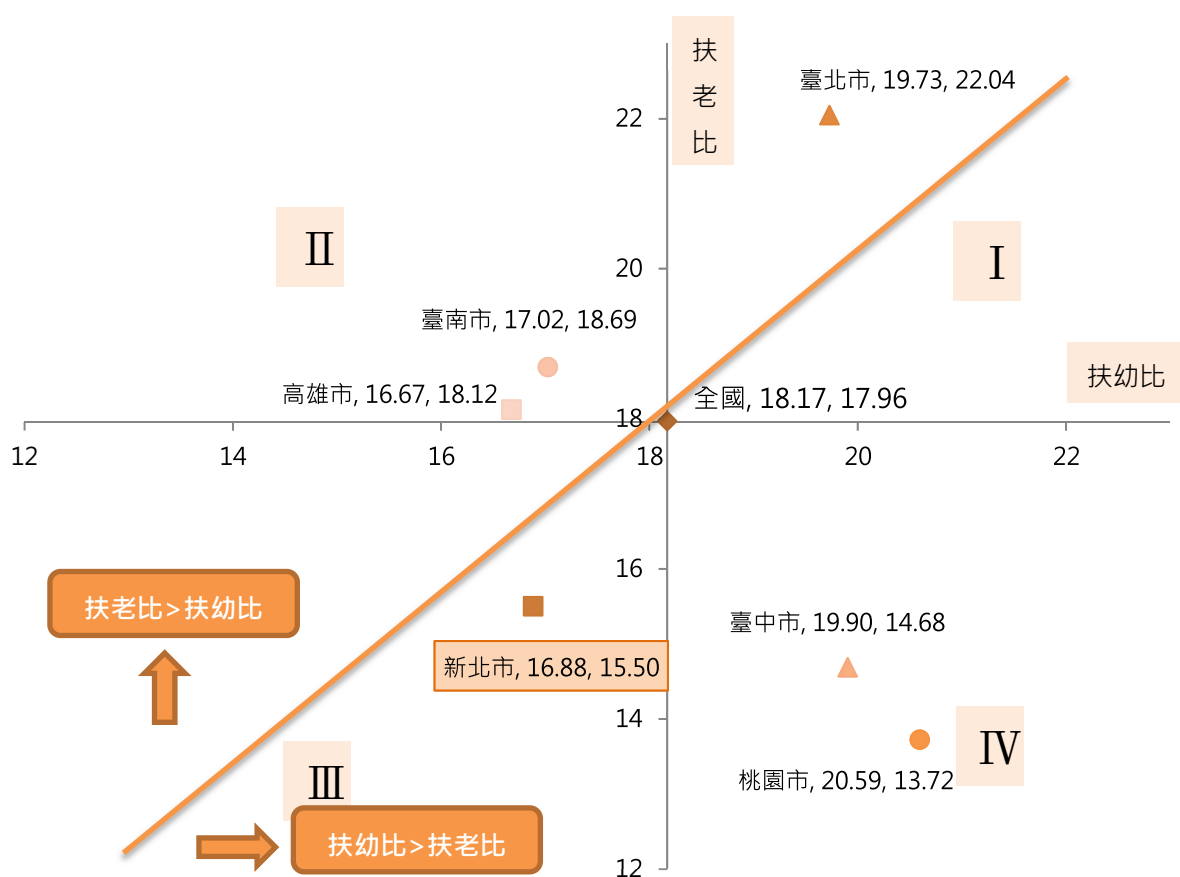 扶老比
臺北市, 19.73, 22.04
22
Ⅱ
Ⅰ
20
臺南市, 17.02, 18.69
扶幼比
高雄市, 16.67, 18.12
全國, 18.17, 17.96
18
12
14
16
18
20
22
16
扶老比>扶幼比
臺中市, 19.90, 14.68
新北市, 16.88, 15.50
14
Ⅳ
Ⅲ
桃園市, 20.59, 13.72
扶幼比>扶老比
12